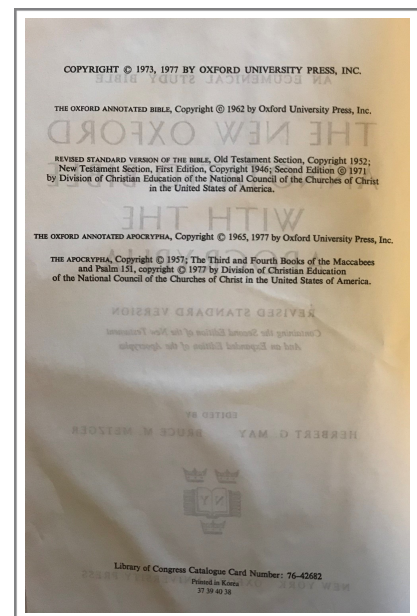 COPYRIGHT © 1973, 1977 BY OXFORD UNIVERSITY PRESS, INC.
THE OXFORD ANNOTATED BIBLE, Copyright © 1962 by Oxford University Press, Inc.
REVISED STANDARD VERSION OF THE BIBLE, Old Testament Section, Copyright 1952;
New Testament Section, First Edition, Copyright 1946; Second Edition © 1971
by Division of Christian Education of the National Council of the Churches of Christ
in the United States of America.
THE OXFORD ANNOTATED APOCRYPHA, Copyright © 1965, 1977 by Oxford University Press, Inc.
THE APOCRYPHA, Copyright © 1957; The Third and Fourth Books of the Maccabees
and Psalm 151, copyright © 1977 by Division of Christian Education
of the National Council of the Churches of Christ in the United States of America.
Library of Congress Catalogue Card Number: 76-42682
Printed in Korea
37 39 40 38